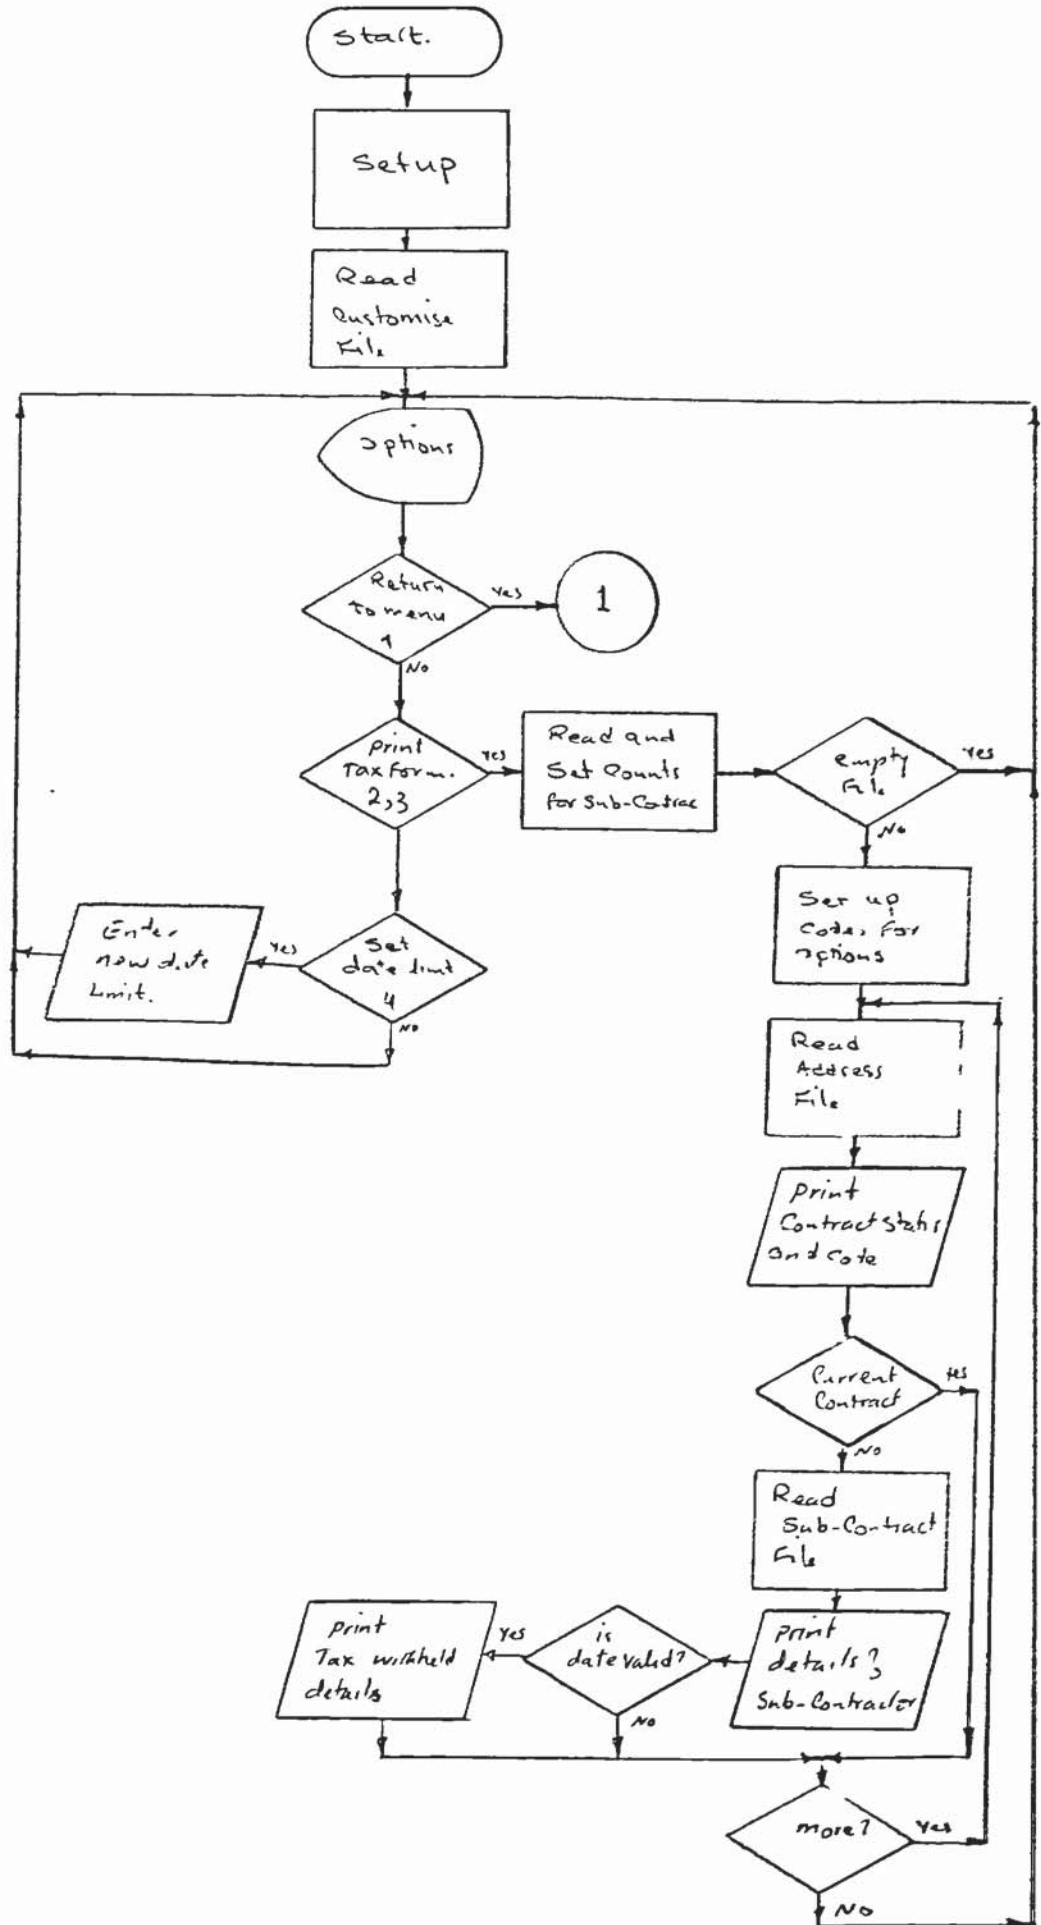 Start.
Setup
Read
Customise
File
Options
Return
to menu
1
Yes
1
No
print
Tax form.
2,3
Yes
Read and
Set Counts
for Sub-Contrac
empty
File
Yes
No
Set up
codes for
options
Set
date limit
4
Yes
No
Enter
new date
Limit.
Read
Address
File
print
Contract status
and code
Current
Contract
Yes
No
Read
Sub-Contract
File
print
details
Sub-Contractor
is
date valid?
Yes
No
print
Tax withheld
details
more?
Yes
No